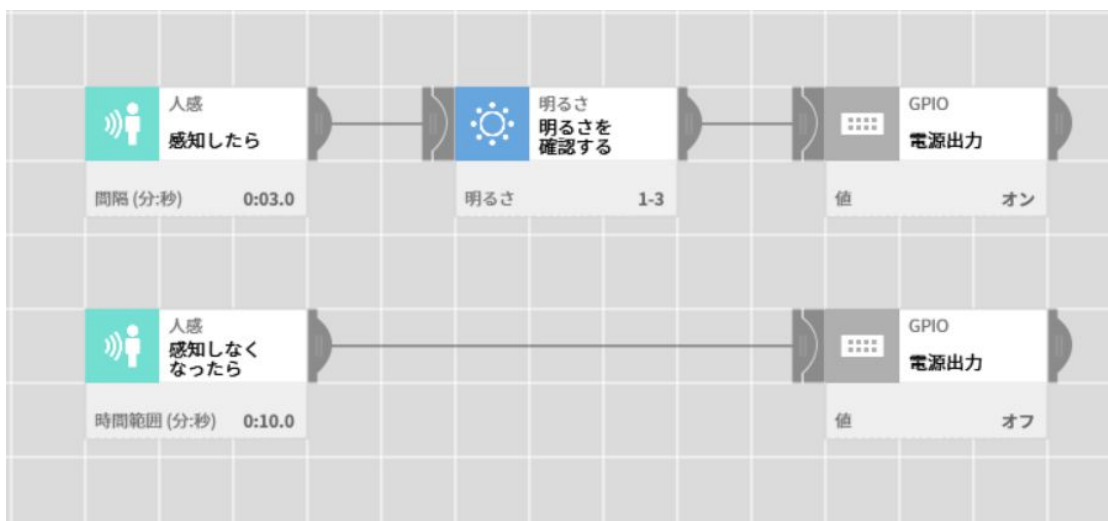 人感
感知したら
間隔 (分:秒) 0:03.0
明るさ
明るさを
確認する
明るさ 1-3
GPIO
電源出力
値 オン
人感
感知しなく
なったら
時間範囲 (分:秒) 0:10.0
GPIO
電源出力
値 オフ